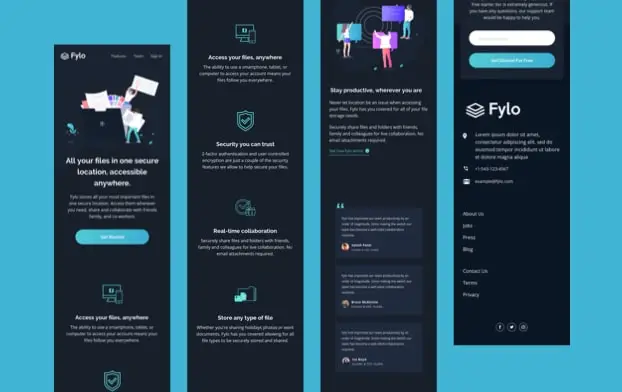 Fylo
Features Team Sign In
All your files in one secure
location, accessible
anywhere.
Fylo stores all your most important files in
one secure location. Access them wherever
you need, share and collaborate with friends,
family, and co-workers.
Get Started
Access your files, anywhere
The ability to use a smartphone, tablet, or
computer to access your account means your
files follow you everywhere.
Access your files, anywhere
The ability to use a smartphone, tablet, or
computer to access your account means your
files follow you everywhere.
Security you can trust
2-factor authentication and user-controlled
encryption are just a couple of the security
features we allow to help secure your files.
Real-time collaboration
Securely share files and folders with friends,
family and colleagues for live collaboration. No
email attachments required.
Store any type of file
Whether you're sharing holidays photos or work
documents, Fylo has you covered allowing for all
file types to be securely stored and shared.
Stay productive, wherever you are
Never let location be an issue when accessing
your files. Fylo has you covered for all of your file
storage needs.
Securely share files and folders with friends,
family and colleagues for live collaboration. No
email attachments required.
See how Fylo works
Fylo has improved our team productivity by an
order of magnitude. Since making the switch our
team has become a well-oiled collaboration
machine.
Satish Patel
Fylo has improved our team productivity by an
order of magnitude. Since making the switch our
team has become a well-oiled collaboration
machine.
Bruce McKenzie
Fylo has improved our team productivity by an
order of magnitude. Since making the switch our
team has become a well-oiled collaboration
machine.
Iva Boyd
free starter tier is extremely generous. If
you have any questions, our support team
would be happy to help you.
Get Started For Free
Fylo
Lorem ipsum dolor sit amet,
consectetur adipiscing elit, sed do
eiusmod tempor incididunt ut labore et
dolore magna aliqua
+1-543-123-4567
example@fylo.com
About Us
Jobs
Press
Blog
Contact Us
Terms
Privacy